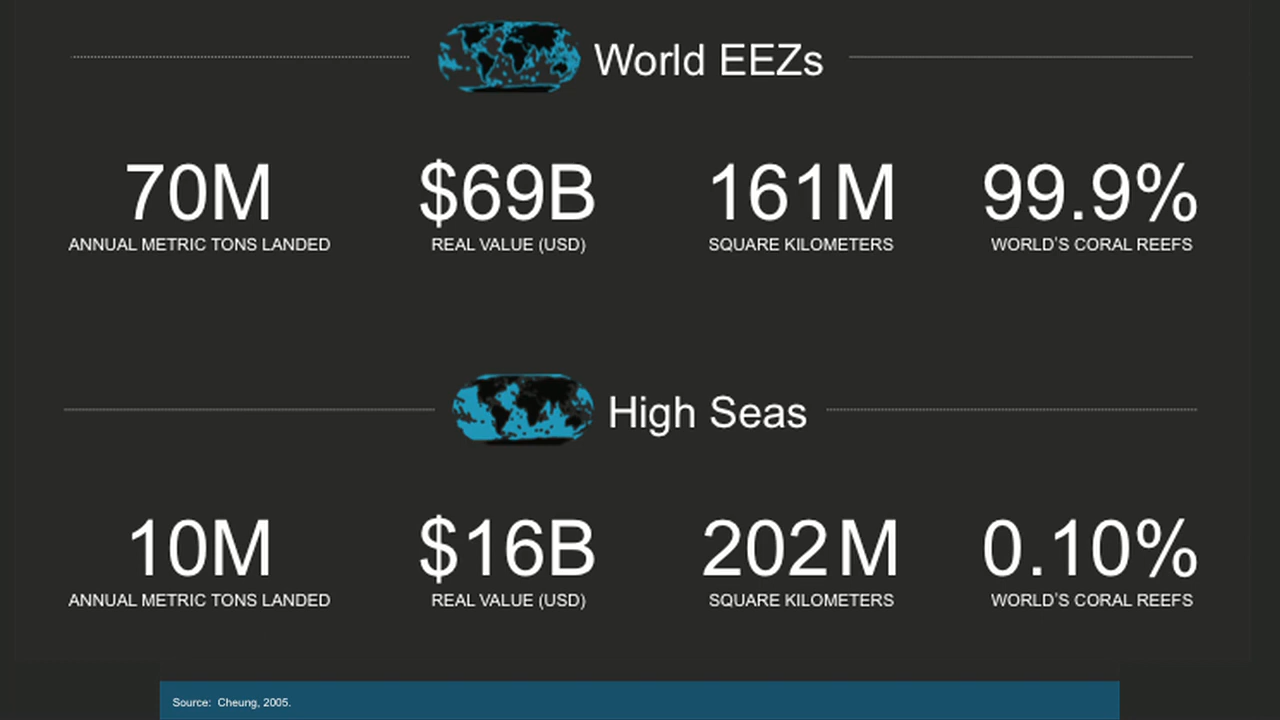 World EEZs
70M $69B 161M 99.9%
ANNUAL METRIC TONS LANDED REAL VALUE (USD) SQUARE KILOMETERS WORLD'S CORAL REEFS
High Seas
10M $16B 202M 0.10%
ANNUAL METRIC TONS LANDED REAL VALUE (USD) SQUARE KILOMETERS WORLD'S CORAL REEFS
Source: Cheung, 2005.